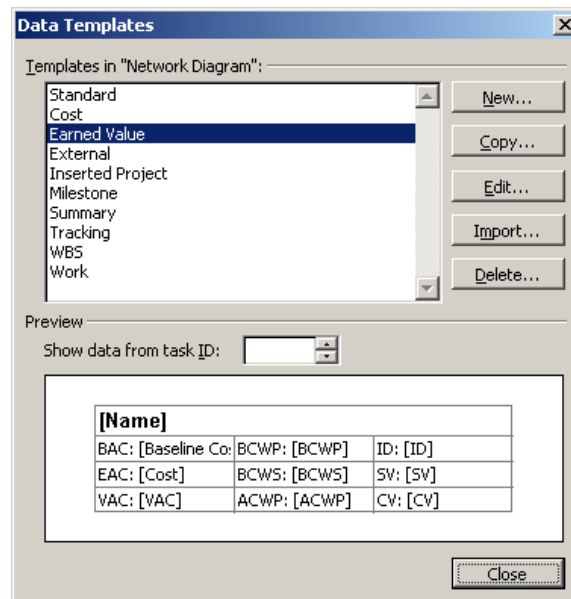 Data Templates
Templates in "Network Diagram":
Standard
Cost
Earned Value
External
Inserted Project
Milestone
Summary
Tracking
WBS
Work
New...
Copy...
Edit...
Import...
Delete...
Preview
Show data from task ID:
[Name]
BAC: [Baseline Co: BCWP: [BCWP] ID: [ID]
EAC: [Cost] BCWS: [BCWS] SV: [SV]
VAC: [VAC] ACWP: [ACWP] CV: [CV]
Close